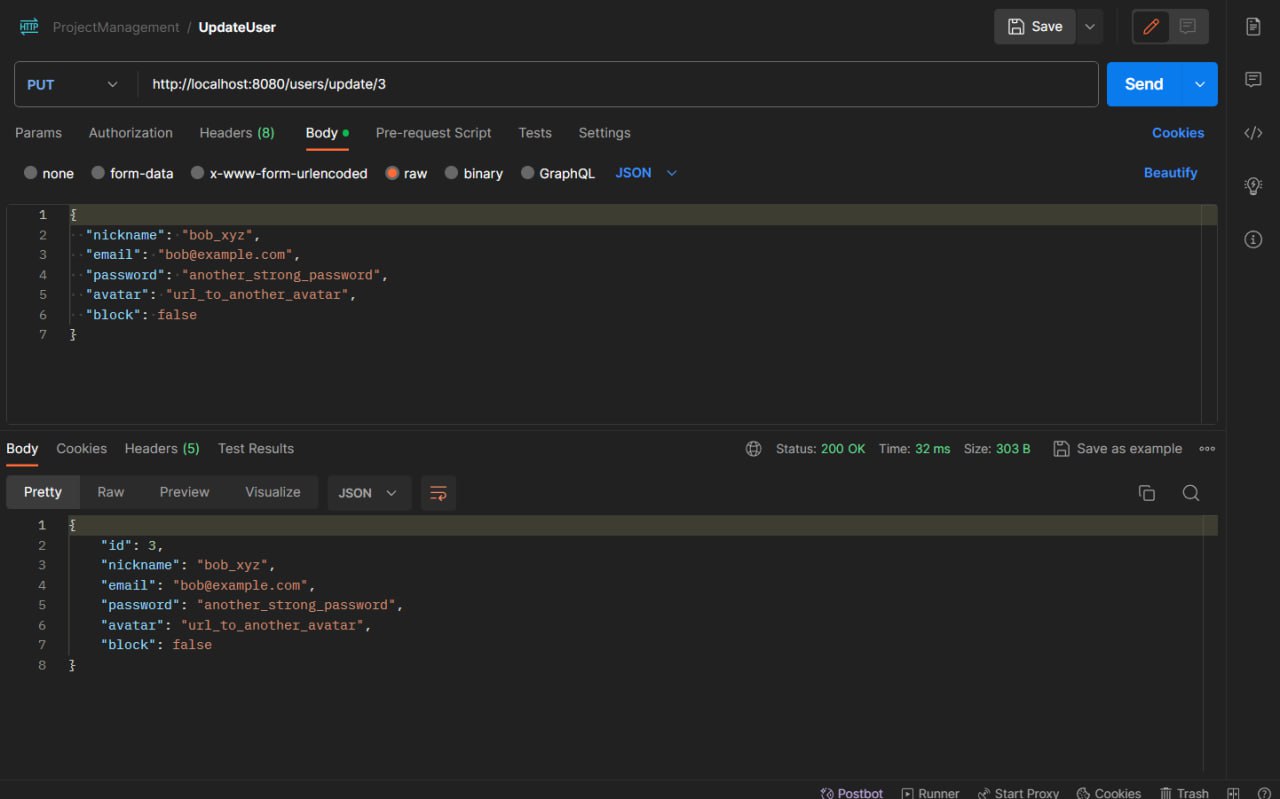 HTTP ProjectManagement / UpdateUser Save
PUT http://localhost:8080/users/update/3 Send
Params Authorization Headers (8) Body Pre-request Script Tests Settings Cookies
none form-data x-www-form-urlencoded raw binary GraphQL JSON Beautify
1 {
2 "nickname": "bob_xyz",
3 "email": "bob@example.com",
4 "password": "another_strong_password",
5 "avatar": "url_to_another_avatar",
6 "block": false
7 }
Body Cookies Headers (5) Test Results Status: 200 OK Time: 32 ms Size: 303 B Save as example
Pretty Raw Preview Visualize JSON
1 {
2 "id": 3,
3 "nickname": "bob_xyz",
4 "email": "bob@example.com",
5 "password": "another_strong_password",
6 "avatar": "url_to_another_avatar",
7 "block": false
8 }
Postbot Runner Start Proxy Cookies Trash